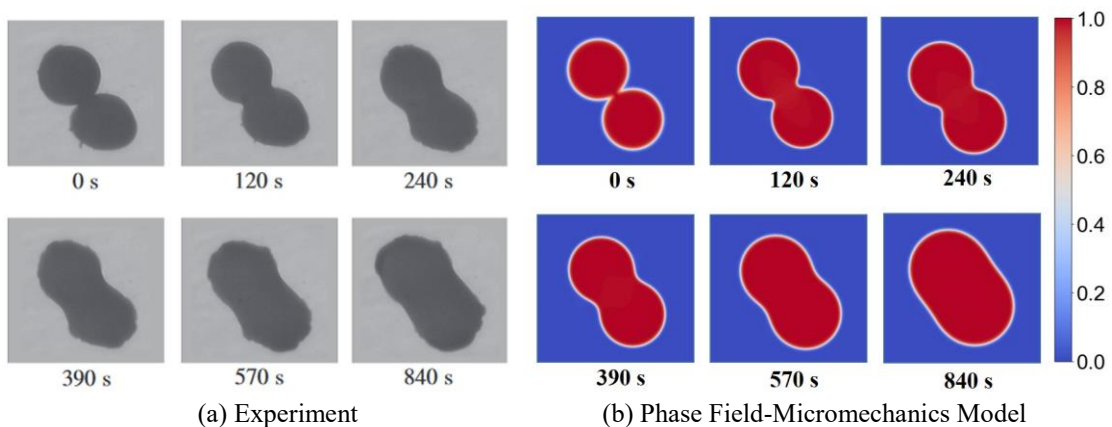 0 s 120 s 240 s
390 s 570 s 840 s
(a) Experiment
0 s 120 s 240 s
390 s 570 s 840 s
(b) Phase Field-Micromechanics Model
1.0
0.8
0.6
0.4
0.2
0.0